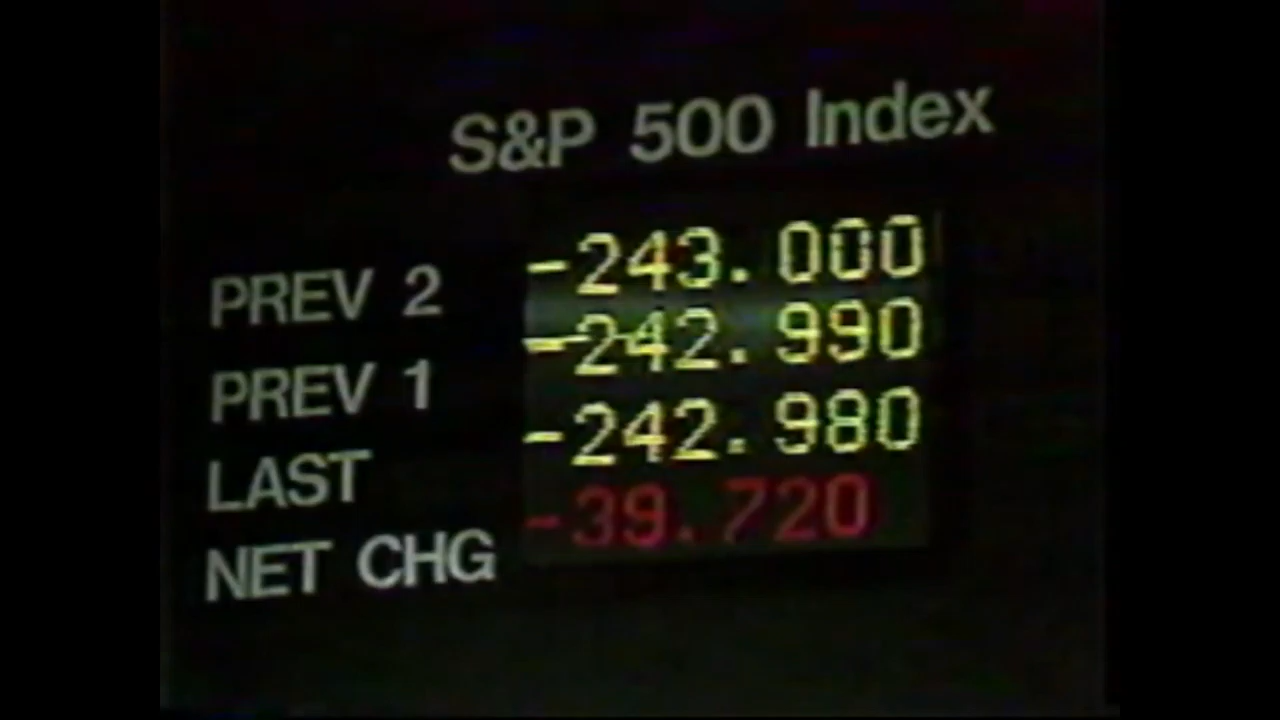 S&P 500 Index
PREV 2 -243.000
PREV 1 -242.990
LAST -242.980
NET CHG -39.720